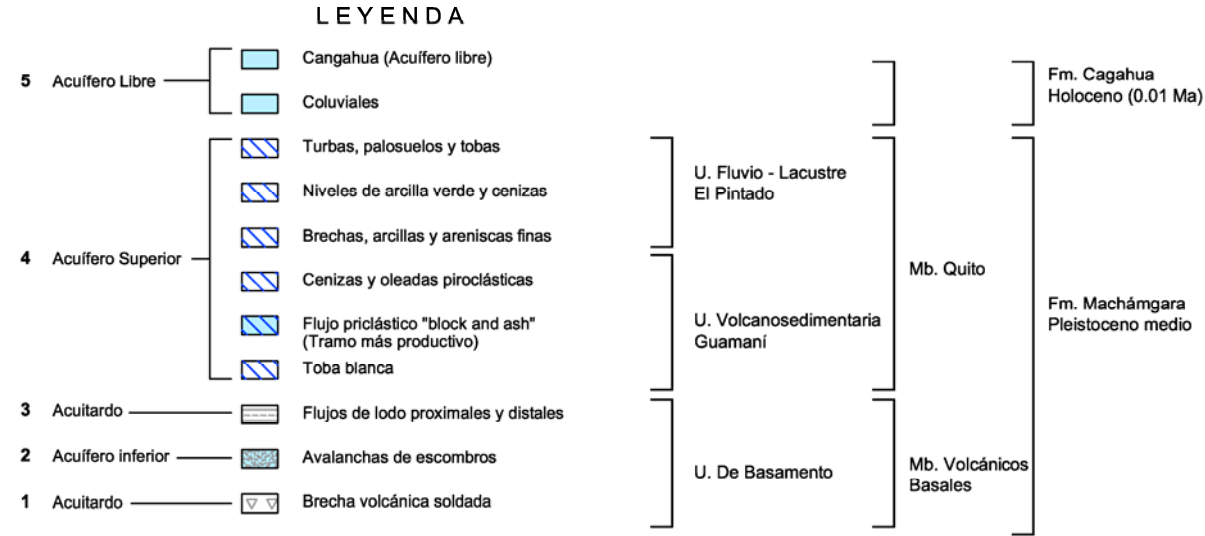 LEYENDA
5 Acuífero Libre
Cangahua (Acuífero libre)
Coluviales
Fm. Cagahua
Holoceno (0.01 Ma)
4 Acuífero Superior
Turbas, palosuelos y tobas
Niveles de arcilla verde y cenizas
Brechas, arcillas y areniscas finas
Cenizas y oleadas piroclásticas
Flujo priclástico "block and ash"
(Tramo más productivo)
Toba blanca
U. Fluvio - Lacustre
El Pintado
U. Volcanosedimentaria
Guamaní
Mb. Quito
Fm. Machámgara
Pleistoceno medio
3 Acuitardo
Flujos de lodo proximales y distales
2 Acuífero inferior
Avalanchas de escombros
1 Acuitardo
Brecha volcánica soldada
U. De Basamento
Mb. Volcánicos
Basales